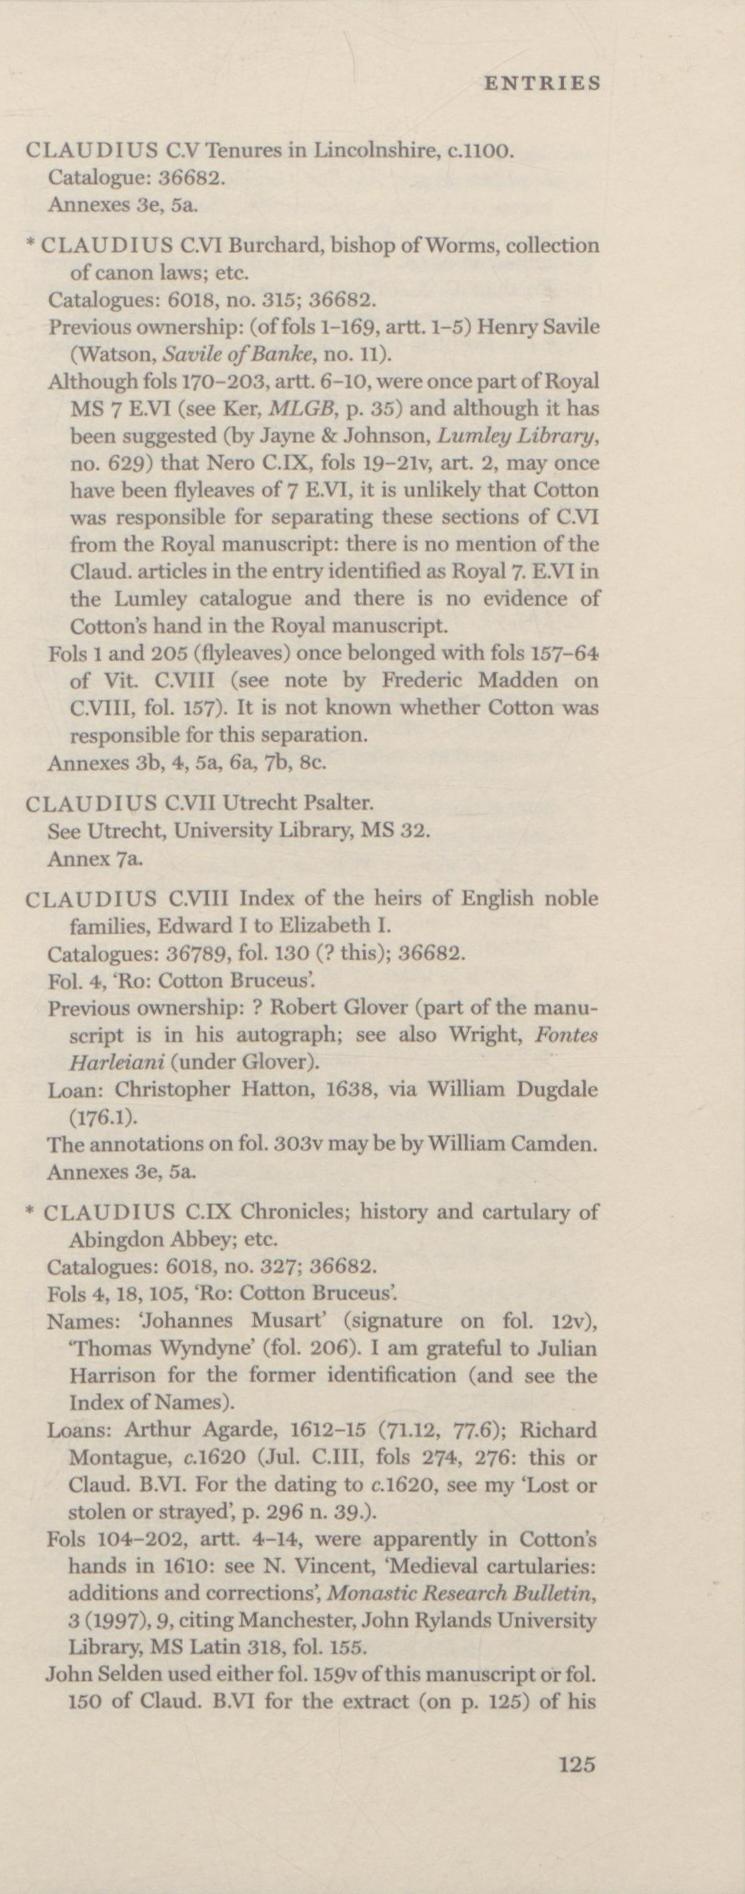 ENTRIES
CLAUDIUS C.V Tenures in Lincolnshire, c.1100.
Catalogue: 36682.
Annexes 3e, 5a.
* CLAUDIUS C.VI Burchard, bishop of Worms, collection
of canon laws; etc.
Catalogues: 6018, no. 315; 36682.
Previous ownership: (of fols 1–169, artt. 1–5) Henry Savile
(Watson, Savile of Banke, no. 11).
Although fols 170–203, artt. 6–10, were once part of Royal
MS 7 E.VI (see Ker, MLGB, p. 35) and although it has
been suggested (by Jayne & Johnson, Lumley Library,
no. 629) that Nero C.IX, fols 19–21v, art. 2, may once
have been flyleaves of 7 E.VI, it is unlikely that Cotton
was responsible for separating these sections of C.VI
from the Royal manuscript: there is no mention of the
Claud. articles in the entry identified as Royal 7. E.VI in
the Lumley catalogue and there is no evidence of
Cotton's hand in the Royal manuscript.
Fols 1 and 205 (flyleaves) once belonged with fols 157–64
of Vit. C.VIII (see note by Frederic Madden on
C.VIII, fol. 157). It is not known whether Cotton was
responsible for this separation.
Annexes 3b, 4, 5a, 6a, 7b, 8c.
CLAUDIUS C.VII Utrecht Psalter.
See Utrecht, University Library, MS 32.
Annex 7a.
CLAUDIUS C.VIII Index of the heirs of English noble
families, Edward I to Elizabeth I.
Catalogues: 36789, fol. 130 (? this); 36682.
Fol. 4, 'Ro: Cotton Bruceus'.
Previous ownership: ? Robert Glover (part of the manu-
script is in his autograph; see also Wright, Fontes
Harleiani (under Glover).
Loan: Christopher Hatton, 1638, via William Dugdale
(176.1).
The annotations on fol. 303v may be by William Camden.
Annexes 3e, 5a.
* CLAUDIUS C.IX Chronicles; history and cartulary of
Abingdon Abbey; etc.
Catalogues: 6018, no. 327; 36682.
Fols 4, 18, 105, 'Ro: Cotton Bruceus'.
Names: 'Johannes Musart' (signature on fol. 12v),
'Thomas Wyndyne' (fol. 206). I am grateful to Julian
Harrison for the former identification (and see the
Index of Names).
Loans: Arthur Agarde, 1612–15 (71.12, 77.6); Richard
Montague, c.1620 (Jul. C.III, fols 274, 276: this or
Claud. B.VI. For the dating to c.1620, see my 'Lost or
stolen or strayed', p. 296 n. 39.).
Fols 104–202, artt. 4–14, were apparently in Cotton's
hands in 1610: see N. Vincent, 'Medieval cartularies:
additions and corrections', Monastic Research Bulletin,
3 (1997), 9, citing Manchester, John Rylands University
Library, MS Latin 318, fol. 155.
John Selden used either fol. 159v of this manuscript or fol.
150 of Claud. B.VI for the extract (on p. 125) of his
125